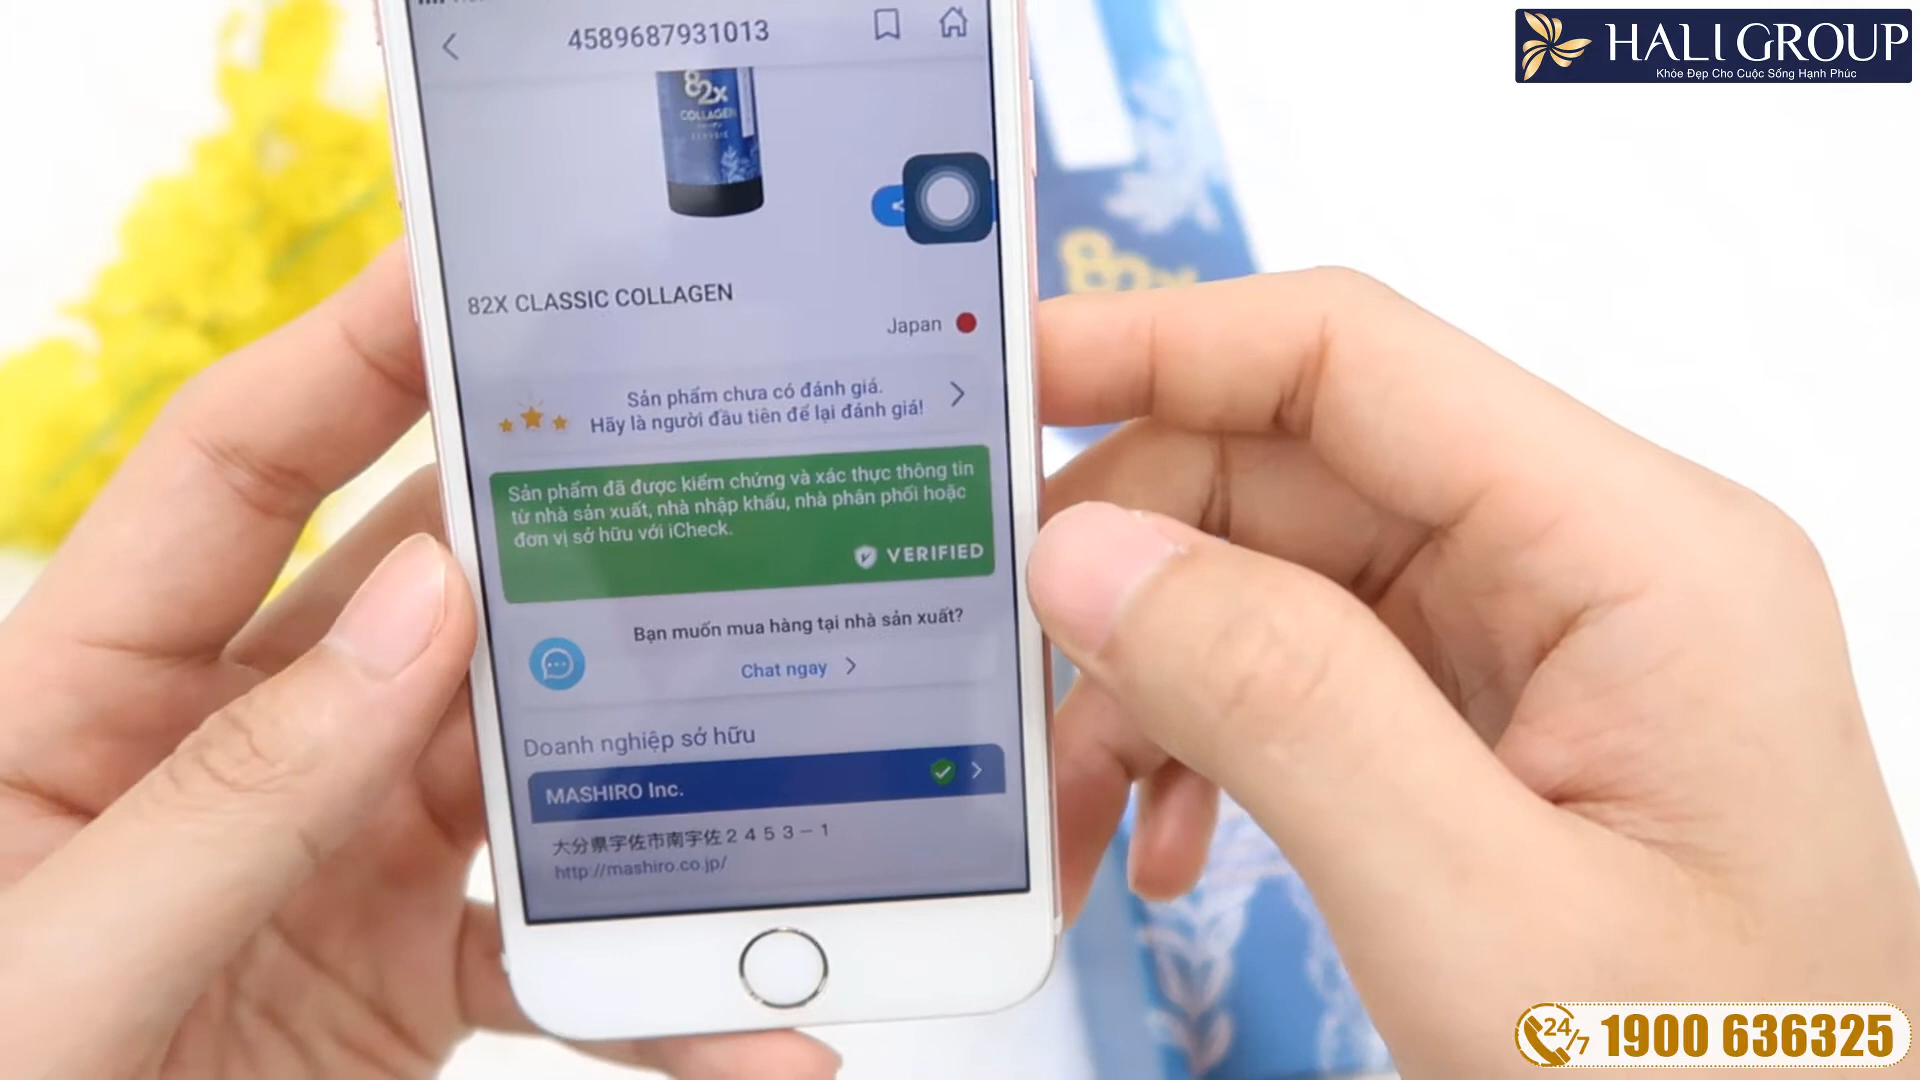 HALI GROUP
Khỏe Đẹp Cho Cuộc Sống Hạnh Phúc
4589687931013
82x
COLLAGEN
CLASSIC
82x
82X CLASSIC COLLAGEN
Japan
Sản phẩm chưa có đánh giá.
Hãy là người đầu tiên để lại đánh giá!
Sản phẩm đã được kiểm chứng và xác thực thông tin
từ nhà sản xuất, nhà nhập khẩu, nhà phân phối hoặc
đơn vị sở hữu với iCheck.
VERIFIED
Bạn muốn mua hàng tại nhà sản xuất?
Chat ngay
Doanh nghiệp sở hữu
MASHIRO Inc.
大分県宇佐市南宇佐２４５３－１
http://mashiro.co.jp/
24/7 1900 636325